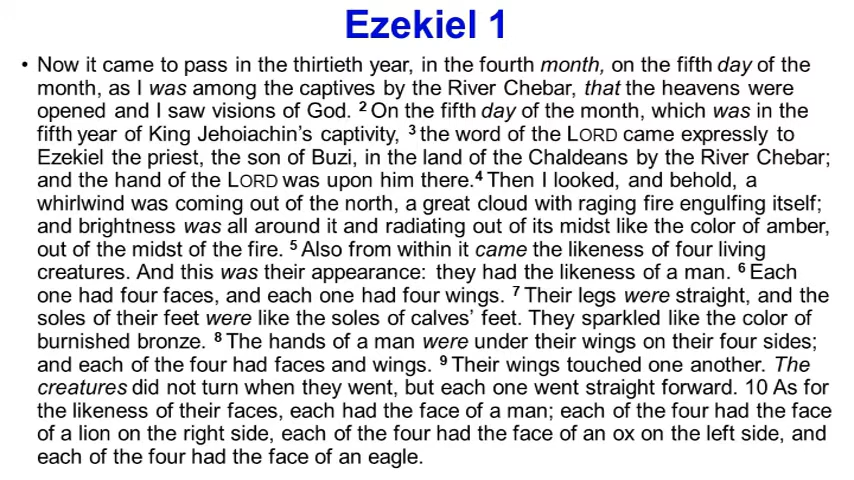 Ezekiel 1
• Now it came to pass in the thirtieth year, in the fourth month, on the fifth day of the
month, as I was among the captives by the River Chebar, that the heavens were
opened and I saw visions of God. ² On the fifth day of the month, which was in the
fifth year of King Jehoiachin’s captivity, ³ the word of the LORD came expressly to
Ezekiel the priest, the son of Buzi, in the land of the Chaldeans by the River Chebar;
and the hand of the LORD was upon him there.⁴ Then I looked, and behold, a
whirlwind was coming out of the north, a great cloud with raging fire engulfing itself;
and brightness was all around it and radiating out of its midst like the color of amber,
out of the midst of the fire. ⁵ Also from within it came the likeness of four living
creatures. And this was their appearance: they had the likeness of a man. ⁶ Each
one had four faces, and each one had four wings. ⁷ Their legs were straight, and the
soles of their feet were like the soles of calves’ feet. They sparkled like the color of
burnished bronze. ⁸ The hands of a man were under their wings on their four sides;
and each of the four had faces and wings. ⁹ Their wings touched one another. The
creatures did not turn when they went, but each one went straight forward. 10 As for
the likeness of their faces, each had the face of a man; each of the four had the face
of a lion on the right side, each of the four had the face of an ox on the left side, and
each of the four had the face of an eagle.